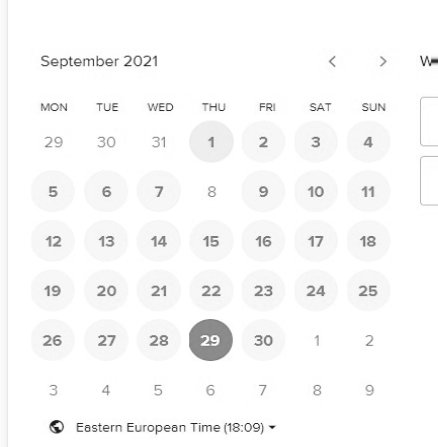 September 2021
MON TUE WED THU FRI SAT SUN
29 30 31 1 2 3 4
5 6 7 8 9 10 11
12 13 14 15 16 17 18
19 20 21 22 23 24 25
26 27 28 29 30 1 2
3 4 5 6 7 8 9
Eastern European Time (18:09)